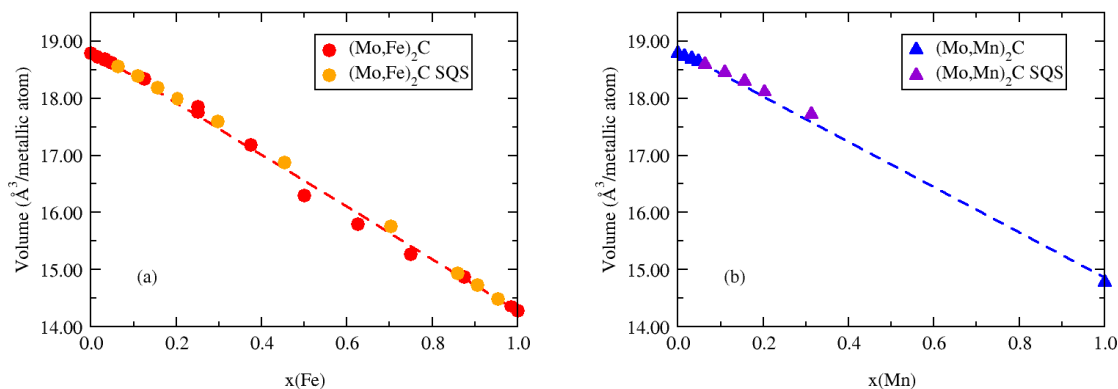 19.00
18.00
17.00
16.00
15.00
14.00
Volume (Å³/metallic atom)
(Mo,Fe)₂C
(Mo,Fe)₂C SQS
(a)
0.0 0.2 0.4 0.6 0.8 1.0
x(Fe)
19.00
18.00
17.00
16.00
15.00
14.00
Volume (Å³/metallic atom)
(Mo,Mn)₂C
(Mo,Mn)₂C SQS
(b)
0.0 0.2 0.4 0.6 0.8 1.0
x(Mn)